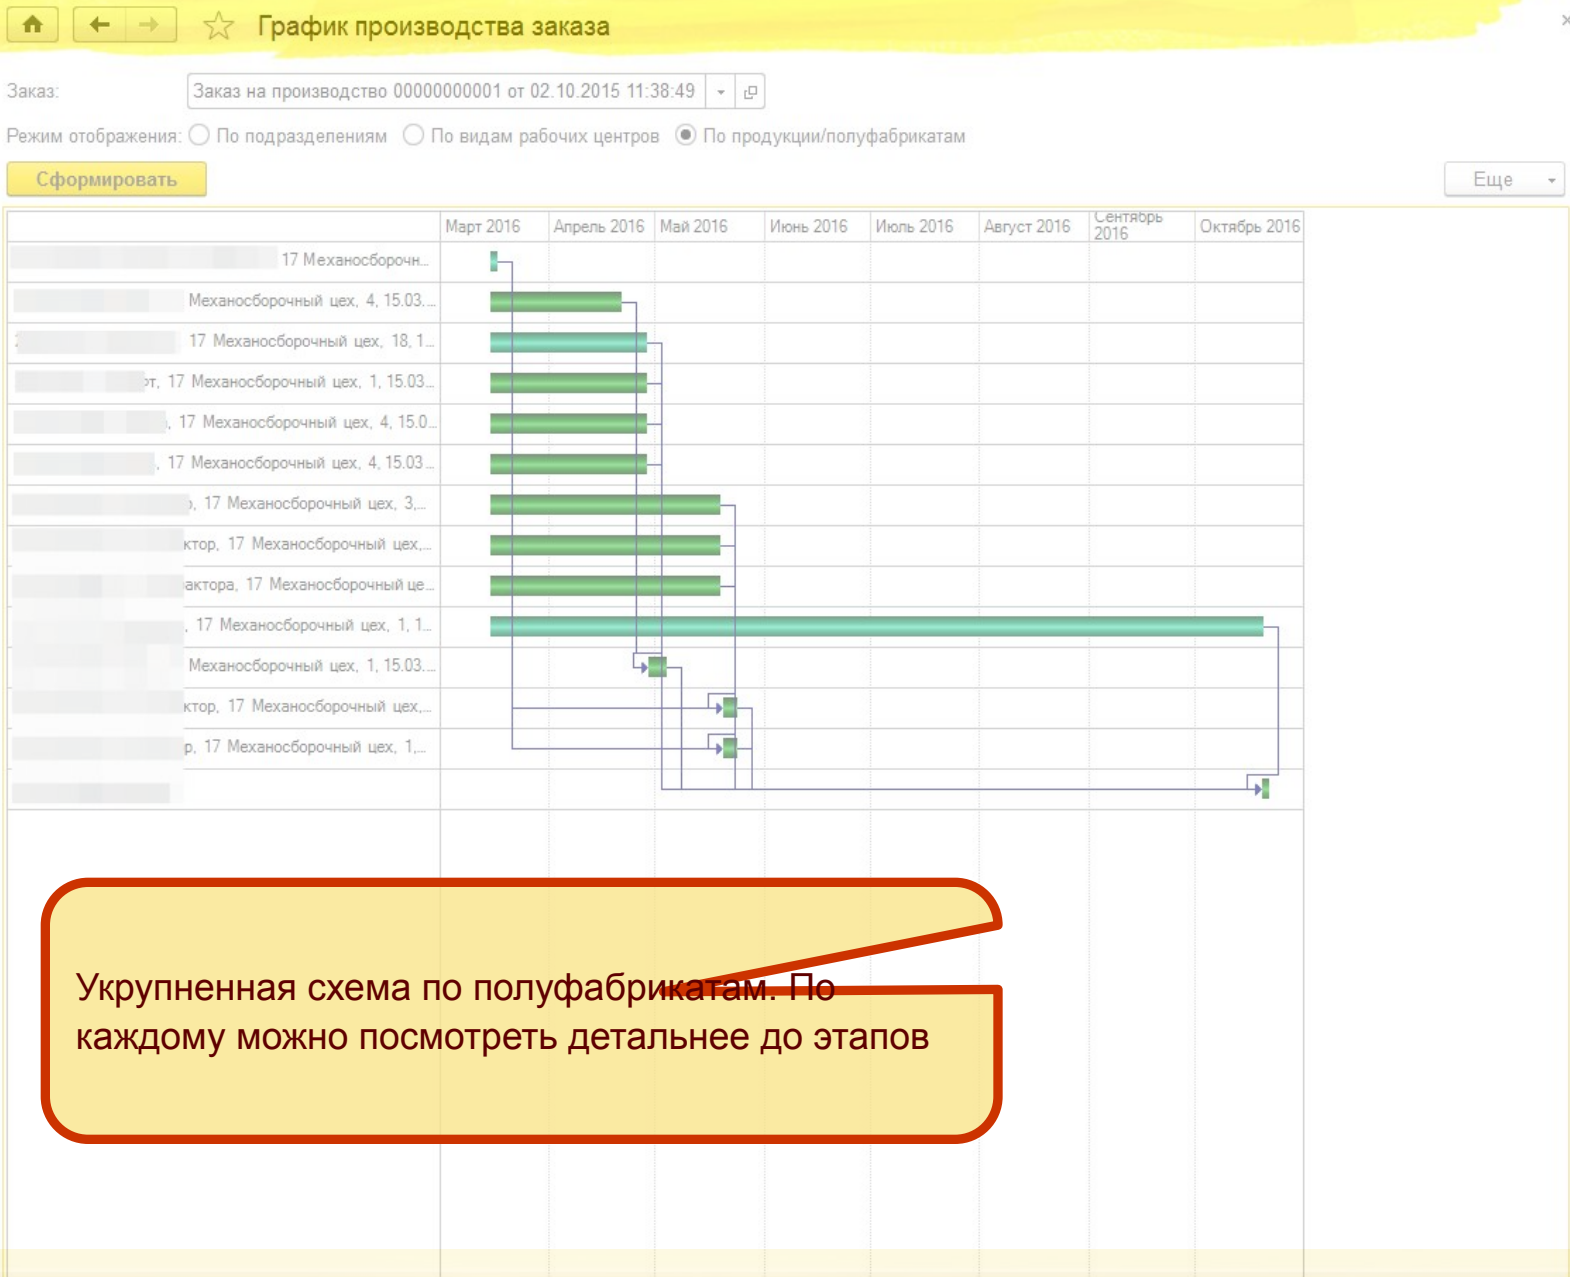 График производства заказа
Заказ:
Заказ на производство 00000000001 от 02.10.2015 11:38:49
Режим отображения: По подразделениям По видам рабочих центров По продукции/полуфабрикатам
Сформировать
Еще
Март 2016 Апрель 2016 Май 2016 Июнь 2016 Июль 2016 Август 2016 Сентябрь 2016 Октябрь 2016
17 Механосборочн...
Механосборочный цех, 4, 15.03....
17 Механосборочный цех, 18, 1...
рт, 17 Механосборочный цех, 1, 15.03...
, 17 Механосборочный цех, 4, 15.0...
, 17 Механосборочный цех, 4, 15.03...
, 17 Механосборочный цех, 3,...
ктор, 17 Механосборочный цех,...
актора, 17 Механосборочный це...
, 17 Механосборочный цех, 1, 1...
Механосборочный цех, 1, 15.03....
ктор, 17 Механосборочный цех,...
р, 17 Механосборочный цех, 1,...
Укрупненная схема по полуфабрикатам. По
каждому можно посмотреть детальнее до этапов